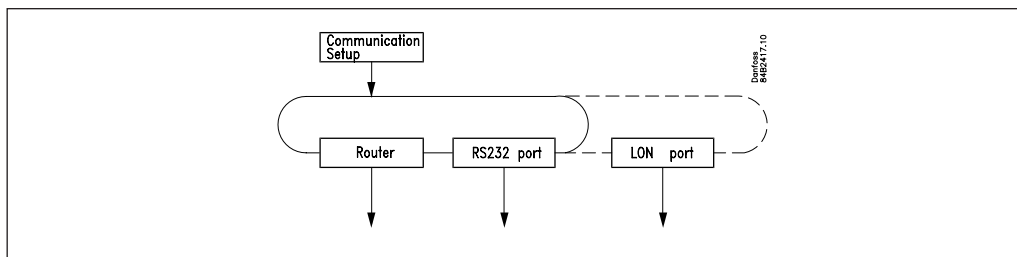 Communication
Setup
Danfoss
84B2417.10
Router
RS232 port
LON port